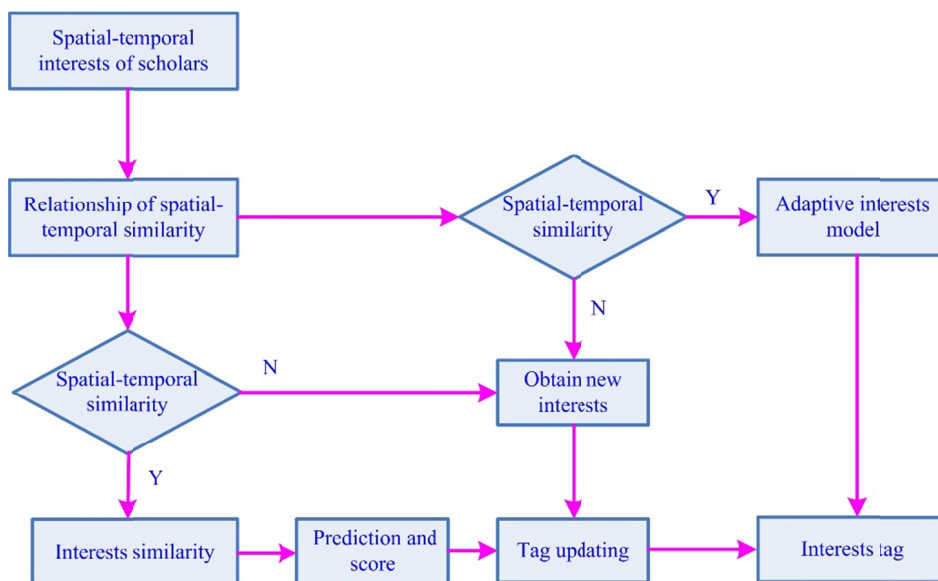 Spatial-temporal
interests of scholars
Relationship of spatial-
temporal similarity
Spatial-temporal
similarity
Y
Adaptive interests
model
N
Spatial-temporal
similarity
N
Obtain new
interests
Y
Interests similarity
Prediction and
score
Tag updating
Interests tag